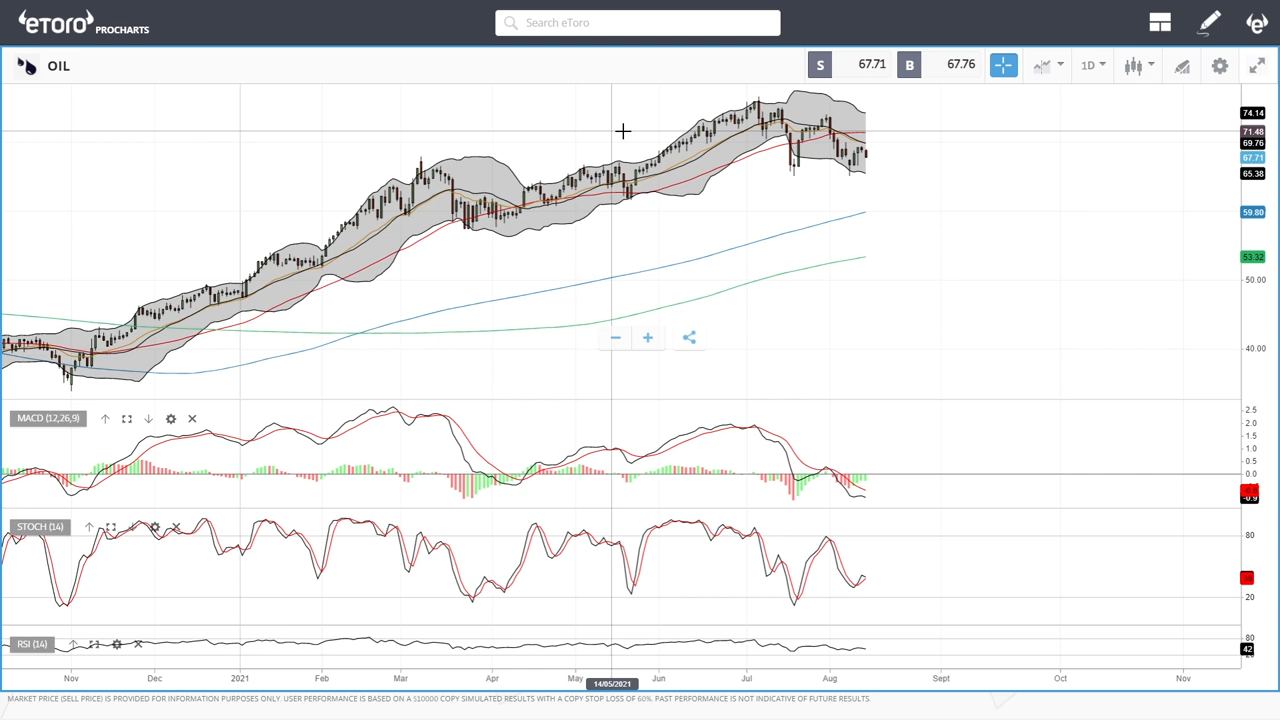 eToro PROCHARTS
Search eToro
OIL
S 67.71 B 67.76
1D
74.14
71.48
69.76
67.71
65.38
59.80
53.32
50.00
40.00
MACD (12,26,9)
2.5
2.0
1.5
1.0
0.5
0.0
-0.9
STOCH (14)
80
20
RSI (14)
80
42
Nov Dec 2021 Feb Mar Apr May Jun Jul Aug Sept Oct Nov
14/05/2021
MARKET PRICE (SELL PRICE) IS PROVIDED FOR INFORMATION PURPOSES ONLY. USER PERFORMANCE IS BASED ON A $10000 COPY SIMULATED RESULTS WITH A COPY STOP LOSS OF 60%. PAST PERFORMANCE IS NOT INDICATIVE OF FUTURE RESULTS.